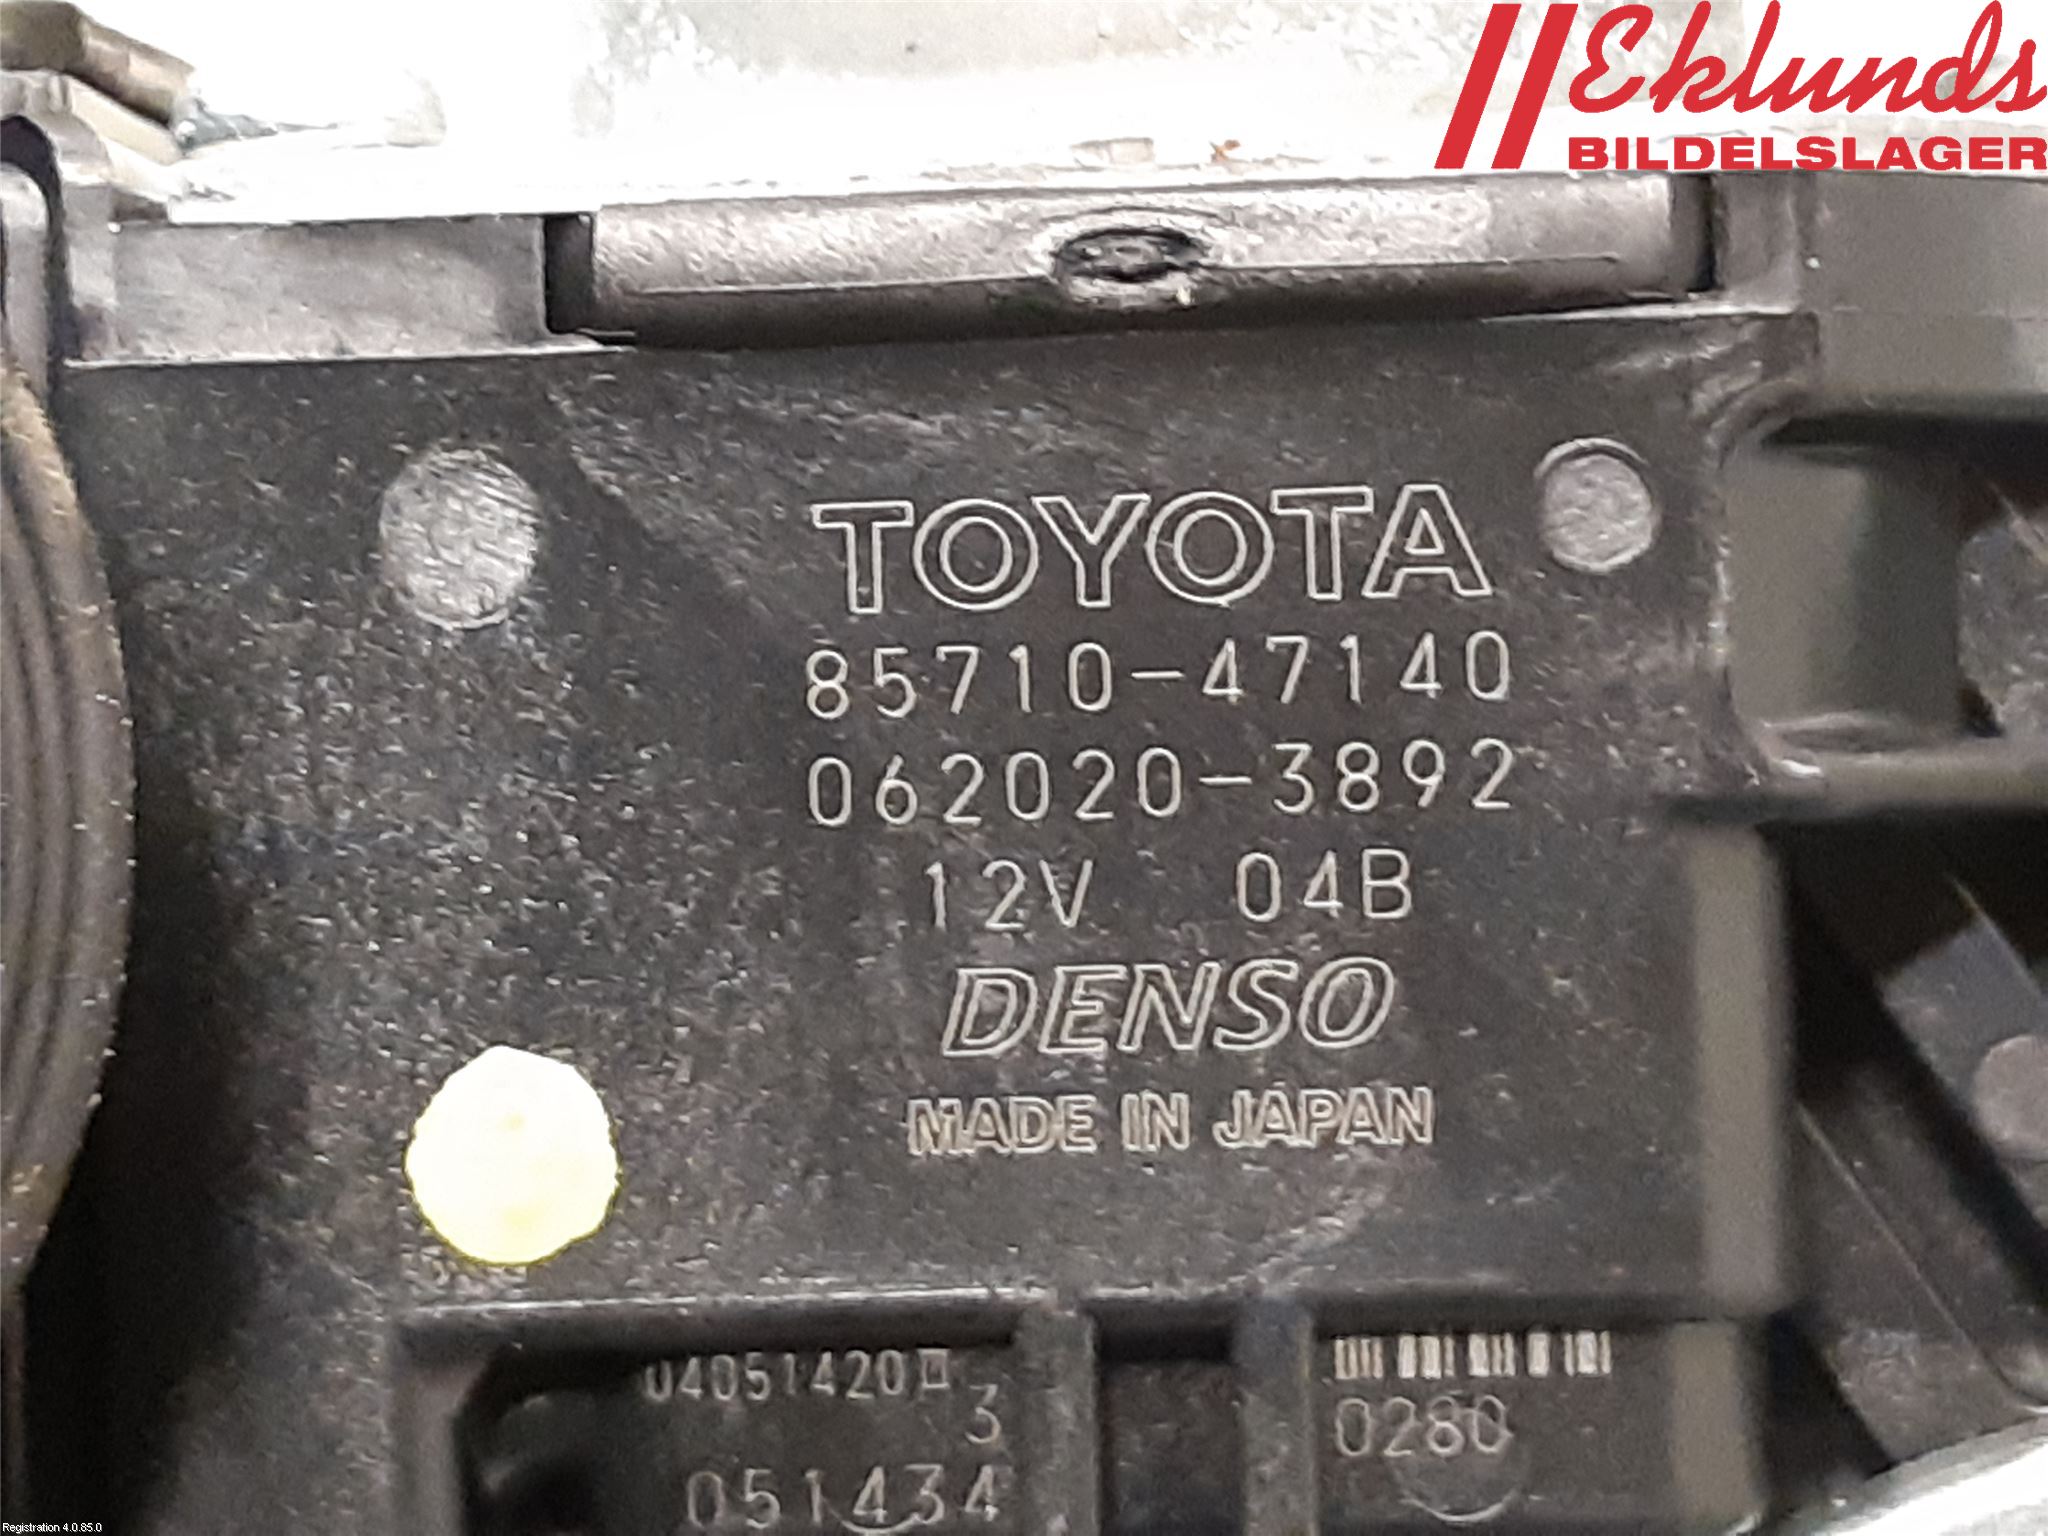 Eklunds
BILDELSLAGER
TOYOTA
85710-47140
062020-3892
12V 04B
DENSO
MADE IN JAPAN
04051420
3
0280
051434
Registration 4.0.85.0